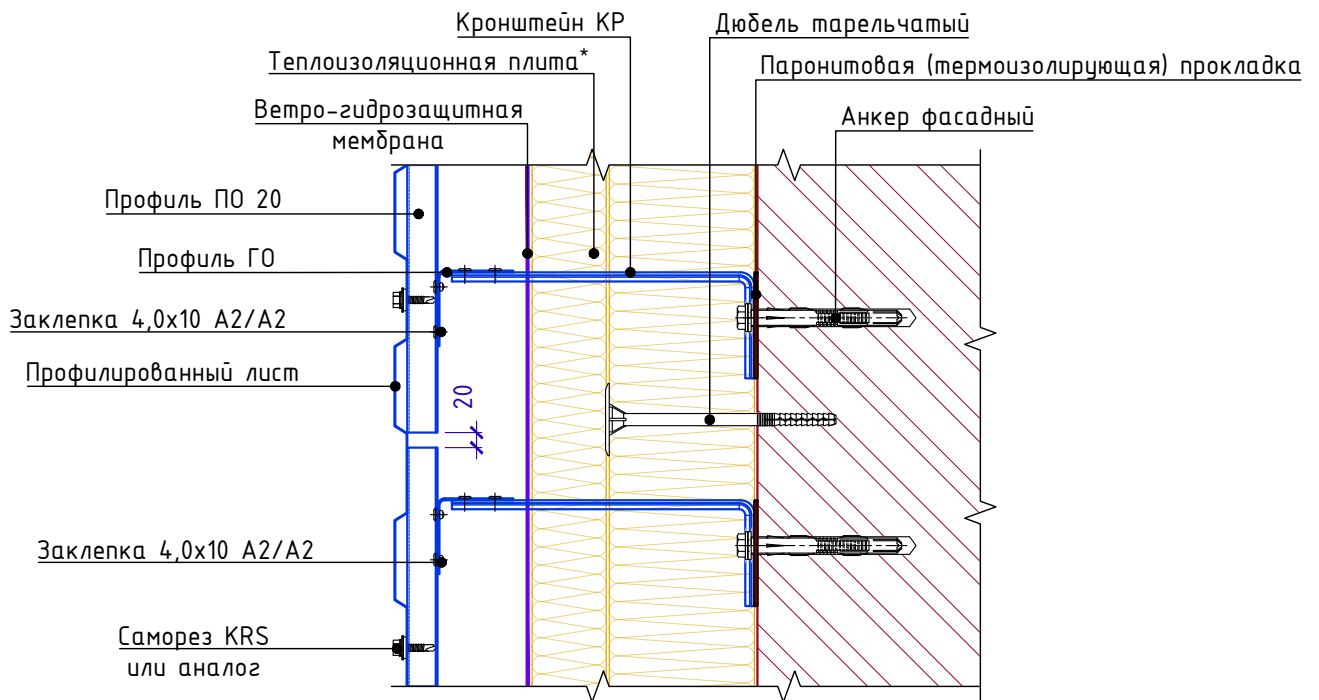 Кронштейн КР
Дюбель тарельчатый
Теплоизоляционная плита*
Паронитовая (термоизолирующая) прокладка
Ветро-гидрозащитная
мембрана
Анкер фасадный
Профиль ПО 20
Профиль ГО
Заклепка 4,0х10 А2/А2
Профилированный лист
20
Заклепка 4,0х10 А2/А2
Саморез KRS
или аналог